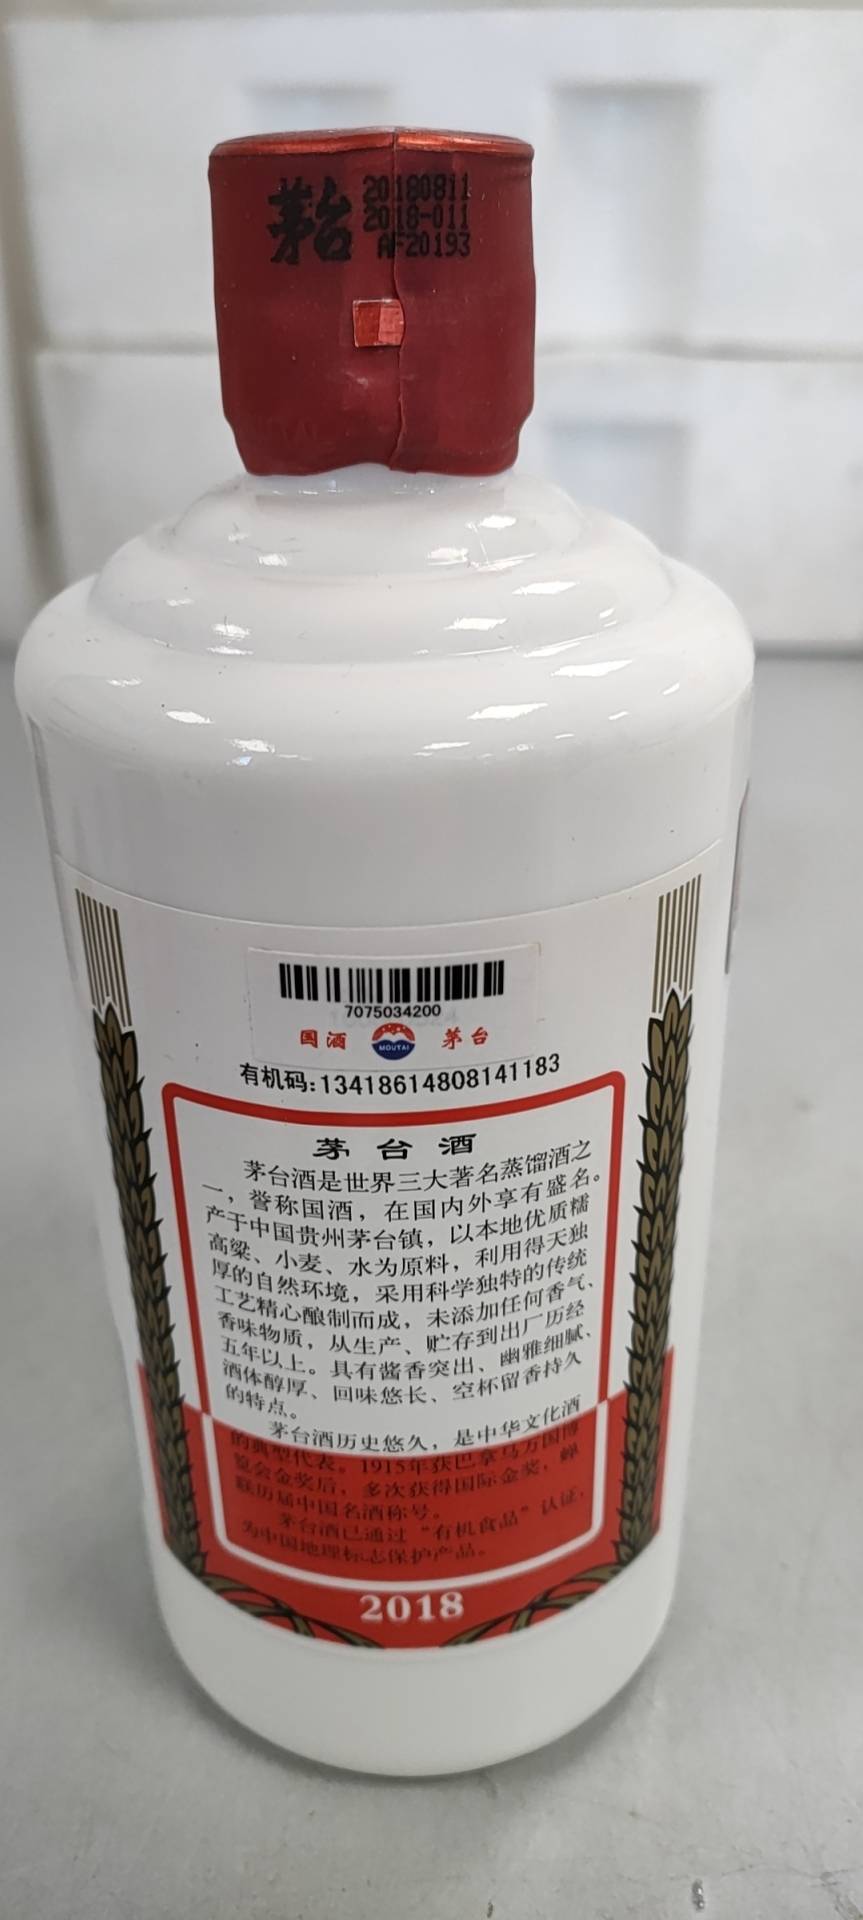 茅台
20180811
2018-011
AF20193
7075034200
国酒
MOUTAI
茅台
有机码:13418614808141183
茅台酒
茅台酒是世界三大著名蒸馏酒之
一，誉称国酒，在国内外享有盛名。
产于中国贵州茅台镇，以本地优质糯
高粱、小麦、水为原料，利用得天独
厚的自然环境，采用科学独特的传统
工艺精心酿制而成，未添加任何香气、
香味物质，从生产、贮存到出厂历经
五年以上。具有酱香突出、幽雅细腻、
酒体醇厚、回味悠长、空杯留香持久
的特点。
茅台酒历史悠久，是中华文化酒
的典型代表。1915年获巴拿马万国博
览会金奖后，多次获得国际金奖，蝉
联历届中国名酒称号。
茅台酒已通过“有机食品”认证，
为中国地理标志保护产品。
2018